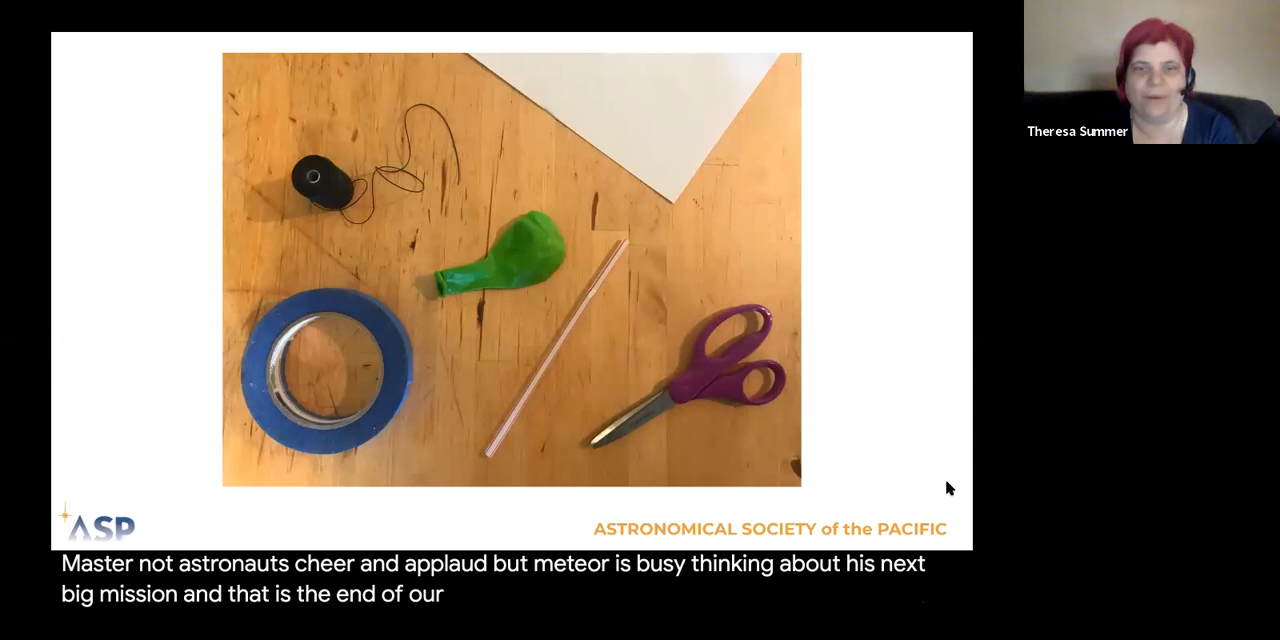 Theresa Summer
ASP
ASTRONOMICAL SOCIETY of the PACIFIC
Master not astronauts cheer and applaud but meteor is busy thinking about his next
big mission and that is the end of our